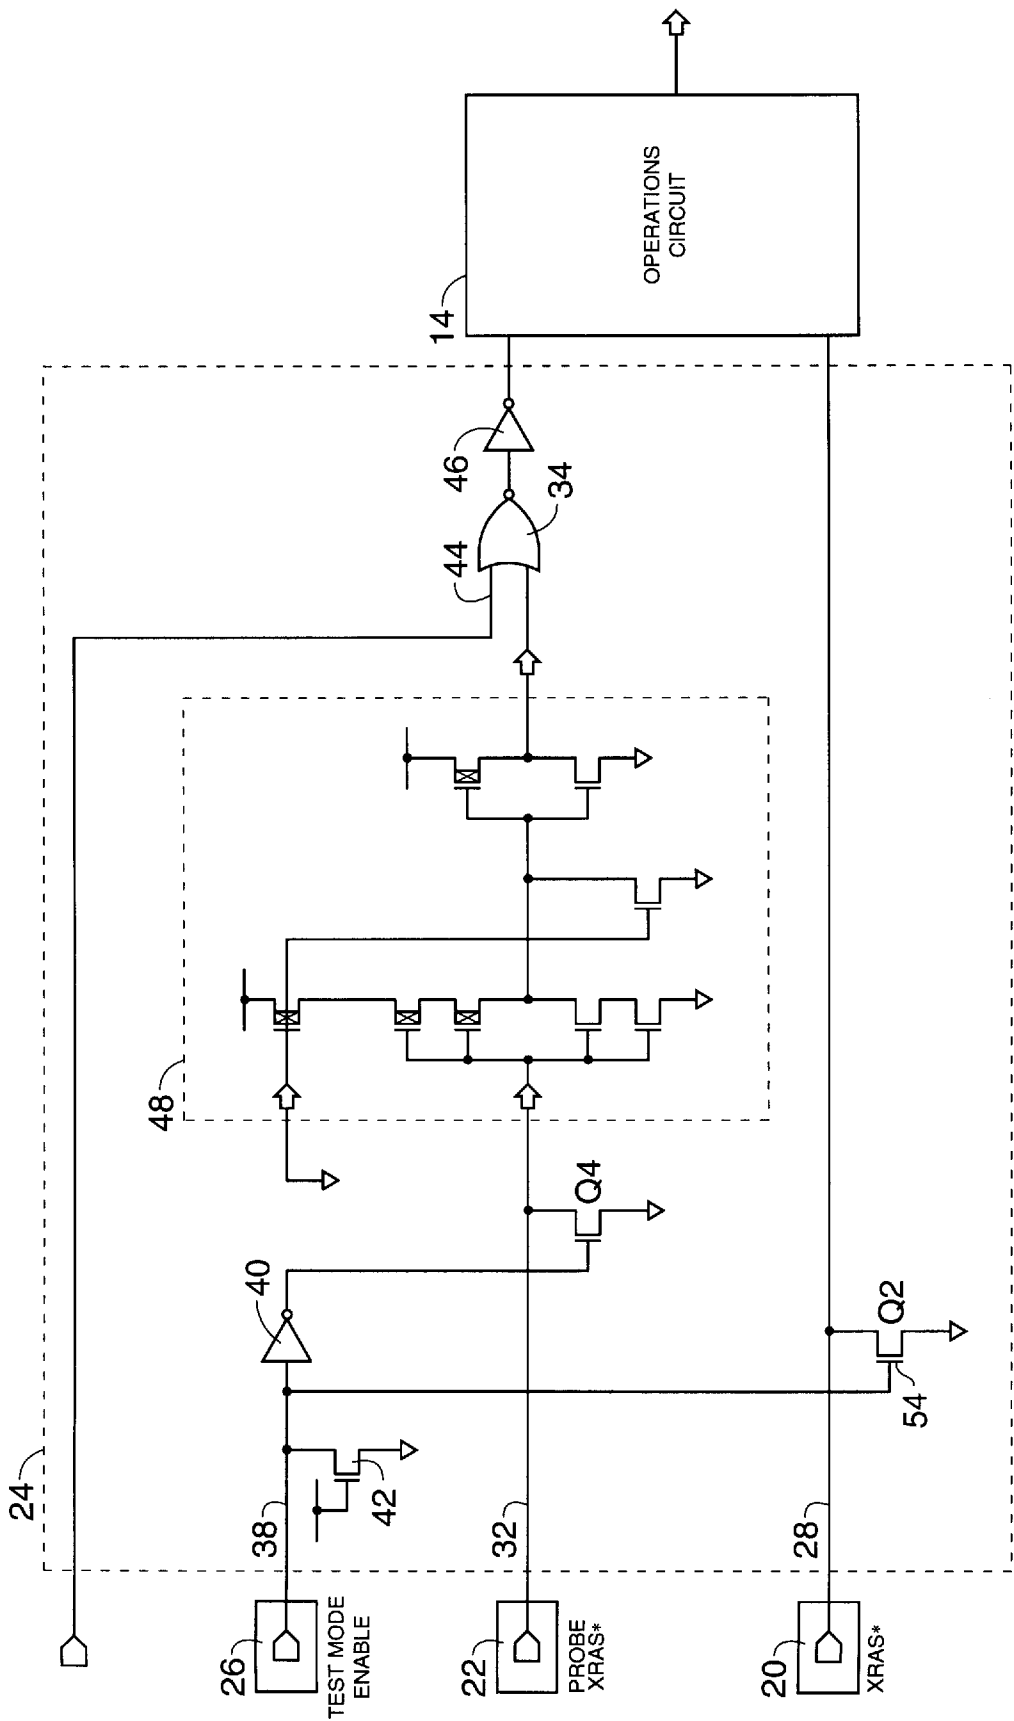 24
26
TEST MODE
ENABLE
38
42
40
48
44
46
34
14
OPERATIONS
CIRCUIT
22
PROBE
XRAS*
32
Q4
20
XRAS*
28
54
Q2